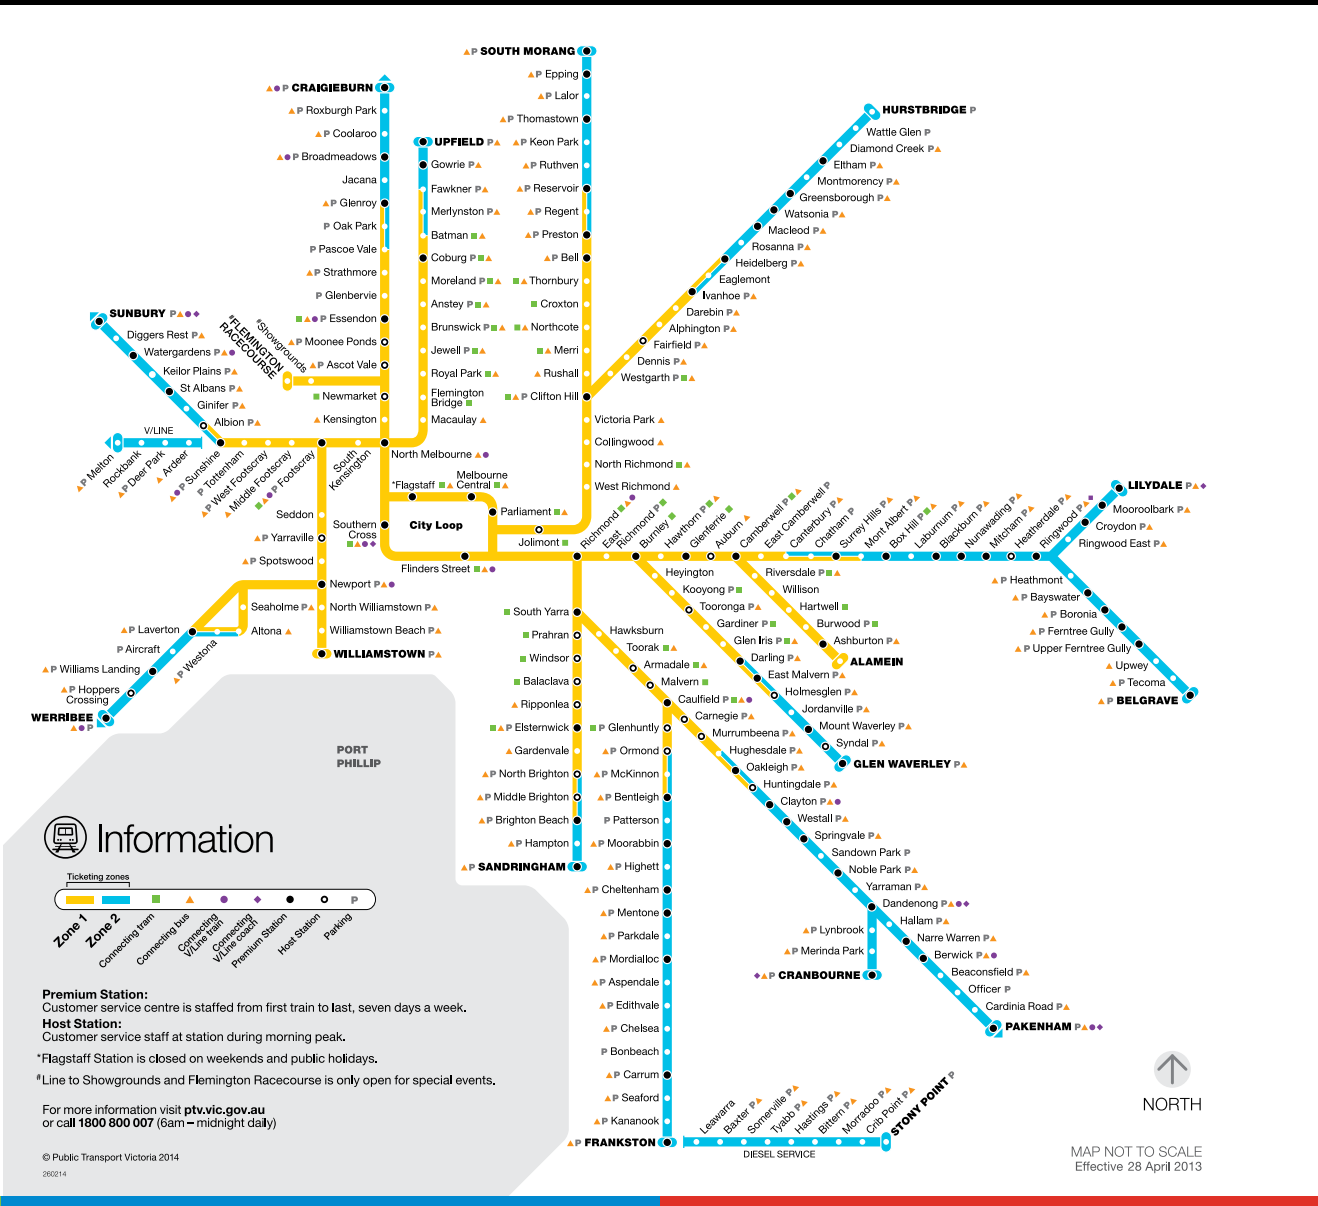 P SOUTH MORANG
P Epping
P Lalor
P Thomastown
P Keon Park
P Ruthven
P Reservoir
P Regent
P Preston
P Bell
Thornbury
Croxton
Northcote
Merri
Rushall
P Clifton Hill
Victoria Park
Collingwood
North Richmond
West Richmond
Jolimont
P CRAIGIEBURN
P Roxburgh Park
P Coolaroo
P Broadmeadows
Jacana
P Glenroy
P Oak Park
P Pascoe Vale
P Strathmore
P Glenbervie
P Essendon
P Moonee Ponds
P Ascot Vale
Newmarket
Kensington
#Showgrounds
#FLEMINGTON
RACECOURSE
UPFIELD P
Gowrie P
Fawkner P
Merlynston P
Batman
Coburg P
Moreland P
Anstey P
Brunswick P
Jewell P
Royal Park
Flemington
Bridge
Macaulay
North Melbourne
HURSTBRIDGE P
Wattle Glen P
Diamond Creek P
Eltham P
Montmorency P
Greensborough P
Watsonia P
Macleod P
Rosanna P
Heidelberg P
Eaglemont
Ivanhoe P
Darebin P
Alphington P
Fairfield P
Dennis P
Westgarth P
SUNBURY P
Diggers Rest P
Watergardens P
Keilor Plains P
St Albans P
Ginifer P
Albion P
V/LINE
P Melton
Rockbank
P Deer Park
Ardeer
P Sunshine
P Tottenham
P West Footscray
P Middle Footscray
P Footscray
South
Kensington
*Flagstaff
Melbourne
Central
Parliament
City Loop
Southern
Cross
Flinders Street
Seddon
P Yarraville
P Spotswood
Newport P
Seaholme P
North Williamstown P
Altona
Williamstown Beach P
WILLIAMSTOWN P
P Laverton
P Aircraft
P Westona
P Williams Landing
P Hoppers
Crossing
WERRIBEE
P
Richmond
East
Richmond P
Burnley
Hawthorn P
Glenferrie
Auburn
Camberwell P
East Camberwell P
Canterbury P
Chatham P
Surrey Hills P
Mont Albert P
Box Hill P
Laburnum P
Blackburn P
Nunawading P
Mitcham P
Heatherdale P
Ringwood P
LILYDALE P
Mooroolbark P
Croydon P
Ringwood East P
P Heathmont
P Bayswater
P Boronia
P Ferntree Gully
P Upper Ferntree Gully
Upwey
P Tecoma
P BELGRAVE
Riversdale P
Willison
Hartwell
Burwood P
Ashburton P
ALAMEIN
Heyington
Kooyong P
Tooronga P
Gardiner P
Glen Iris P
Darling P
East Malvern P
Holmesglen P
Jordanville P
Mount Waverley P
Syndal P
GLEN WAVERLEY P
South Yarra
Prahran
Windsor
Balaclava
Ripponlea
P Elsternwick
Gardenvale
P North Brighton
P Middle Brighton
P Brighton Beach
P Hampton
P SANDRINGHAM
Hawksburn
Toorak
Armadale
Malvern
Caulfield P
Carnegie P
Murrumbeena P
Hughesdale P
Oakleigh P
Huntingdale P
Clayton P
Westall P
Springvale P
Sandown Park P
Noble Park P
Yarraman P
Dandenong P
Hallam P
Narre Warren P
Berwick P
Beaconsfield P
Officer P
Cardinia Road P
PAKENHAM P
P Lynbrook
P Merinda Park
P CRANBOURNE
P Glenhuntly
P Ormond
P McKinnon
P Bentleigh
P Patterson
P Moorabbin
P Highett
P Cheltenham
P Mentone
P Parkdale
P Mordialloc
P Aspendale
P Edithvale
P Chelsea
P Bonbeach
P Carrum
P Seaford
P Kananook
P FRANKSTON
Leawarra
Baxter P
Somerville P
Tyabb P
Hastings P
Bittern P
Morradoo P
Crib Point P
STONY POINT P
DIESEL SERVICE
PORT
PHILLIP
Information
Ticketing zones
Zone 1
Zone 2
Connecting tram
Connecting bus
Connecting
V/Line train
Connecting
V/Line coach
Premium Station
Host Station
P
Parking
Premium Station:
Customer service centre is staffed from first train to last, seven days a week.
Host Station:
Customer service staff at station during morning peak.
*Flagstaff Station is closed on weekends and public holidays.
#Line to Showgrounds and Flemington Racecourse is only open for special events.
For more information visit ptv.vic.gov.au
or call 1800 800 007 (6am – midnight daily)
© Public Transport Victoria 2014
260214
NORTH
MAP NOT TO SCALE
Effective 28 April 2013